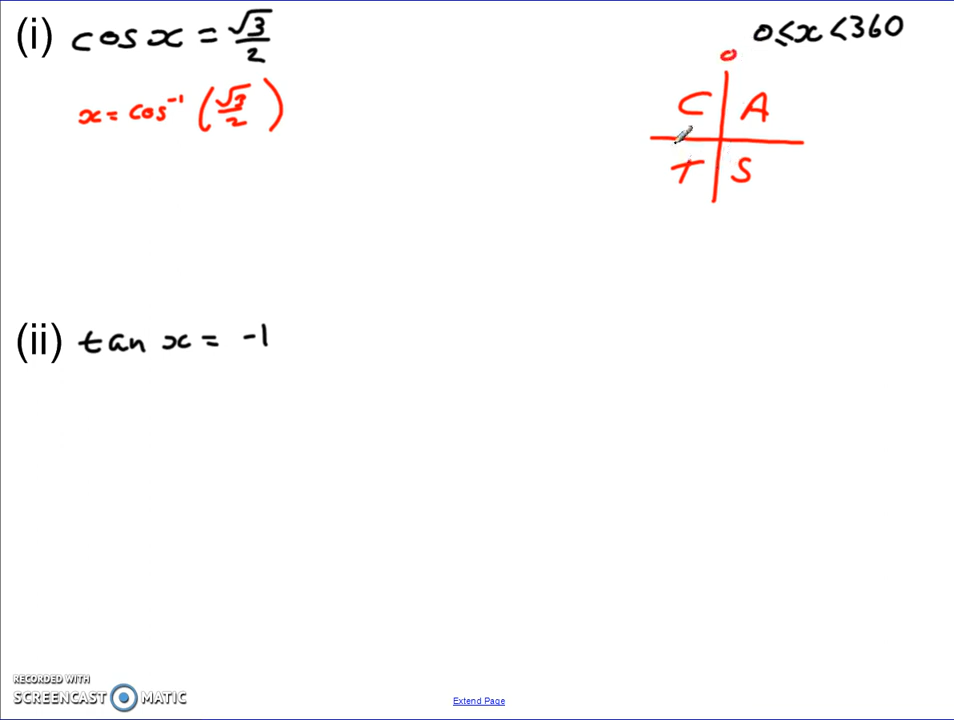 (i) cos x = √3/2
0 ≤ x < 360
x = cos⁻¹ (√3/2)
0
C A
T S
(ii) tan x = -1
RECORDED WITH
SCREENCAST MATIC
Extend Page